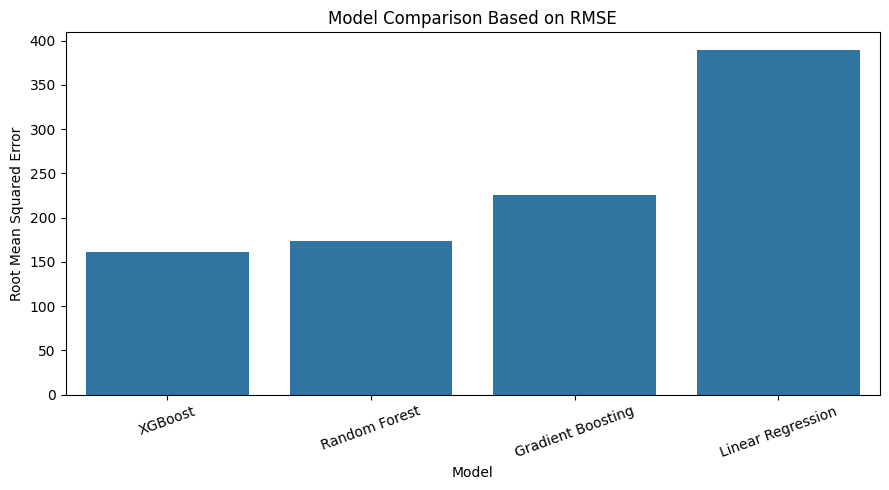 Model Comparison Based on RMSE
Root Mean Squared Error
400
350
300
250
200
150
100
50
0
XGBoost
Random Forest
Gradient Boosting
Linear Regression
Model